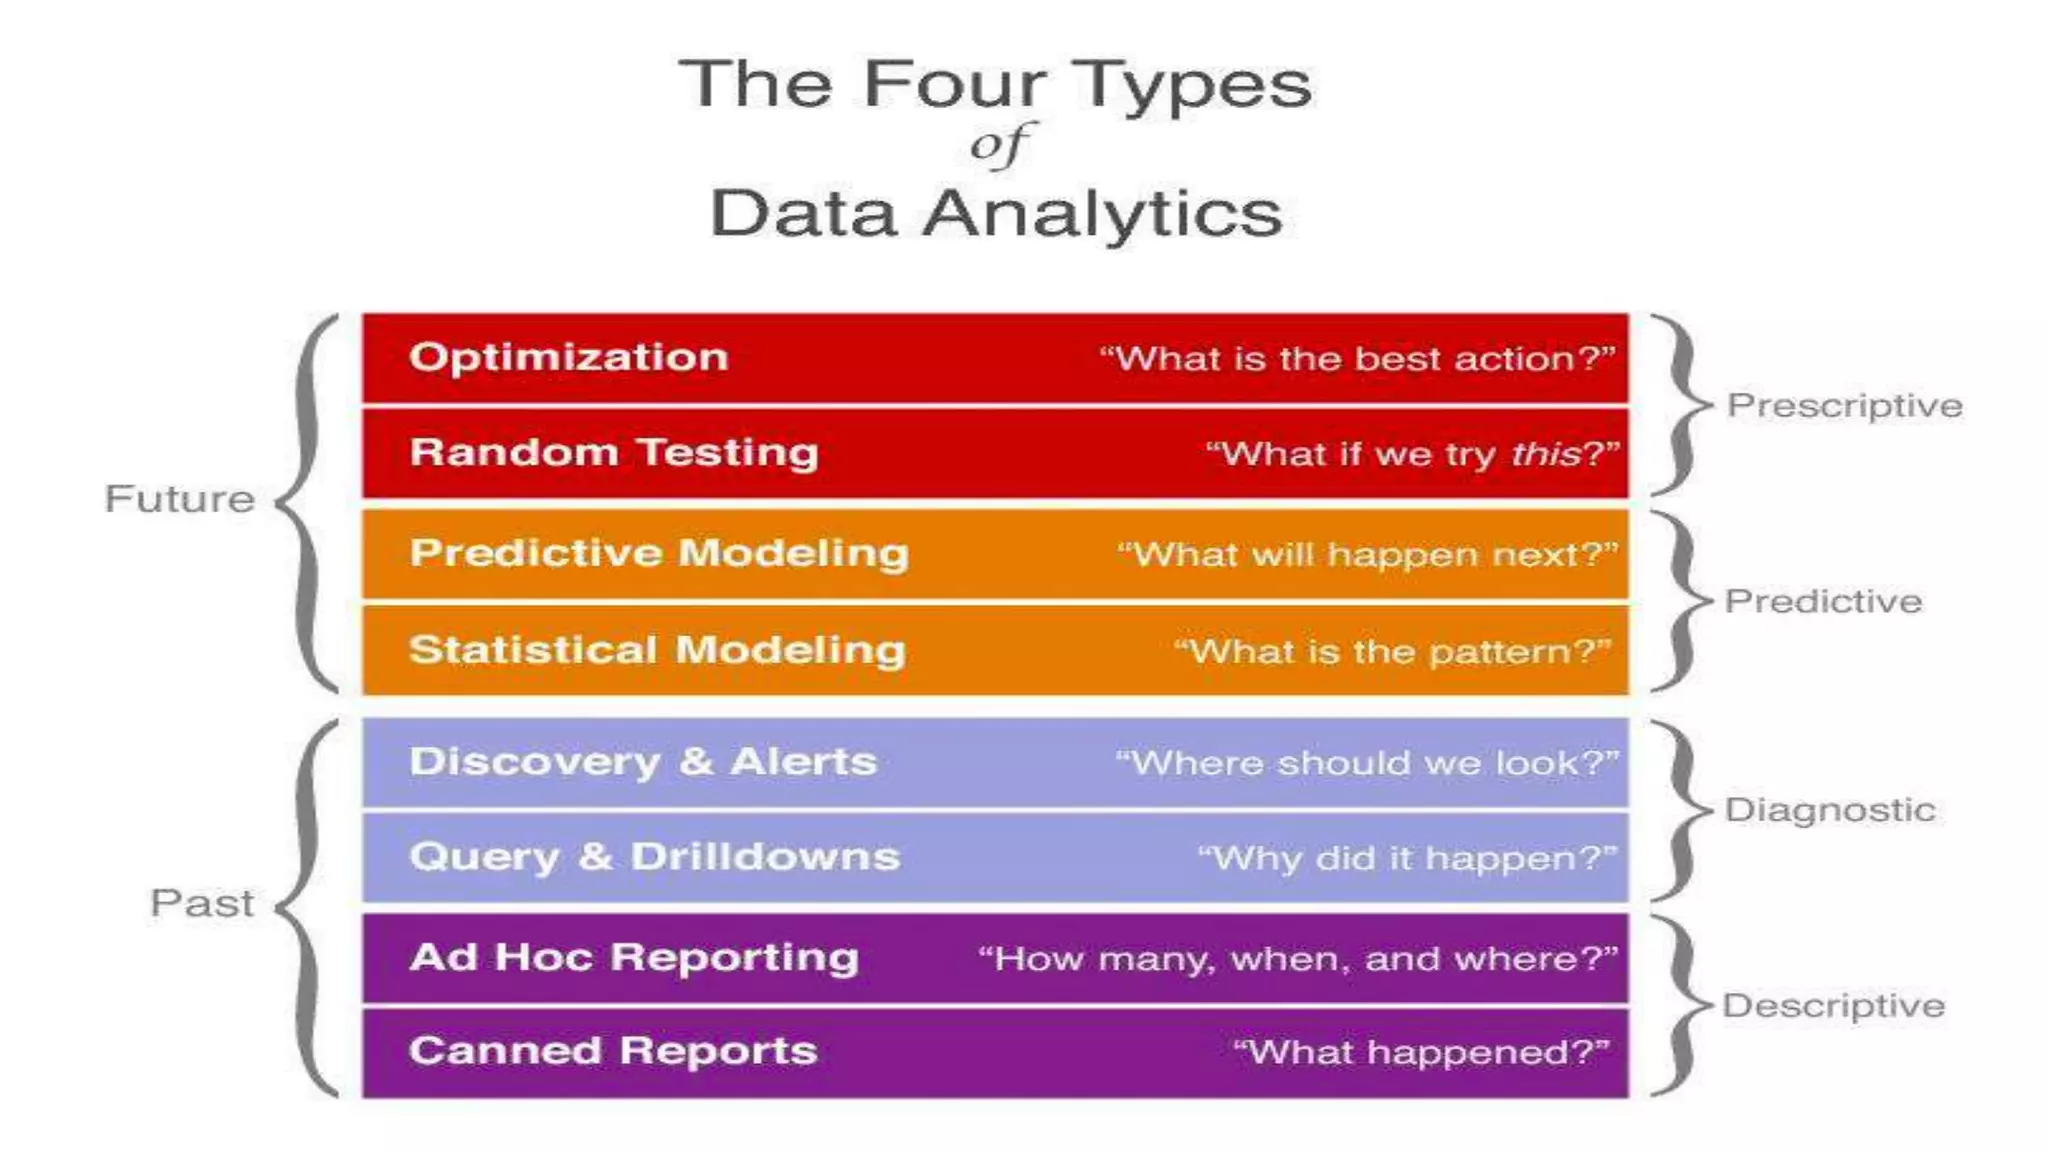 The Four Types
of
Data Analytics
Optimization “What is the best action?”
Prescriptive
Random Testing “What if we try this?”
Future
Predictive Modeling “What will happen next?”
Predictive
Statistical Modeling “What is the pattern?”
Discovery & Alerts “Where should we look?”
Diagnostic
Query & Drilldowns “Why did it happen?”
Past
Ad Hoc Reporting “How many, when, and where?”
Descriptive
Canned Reports “What happened?”